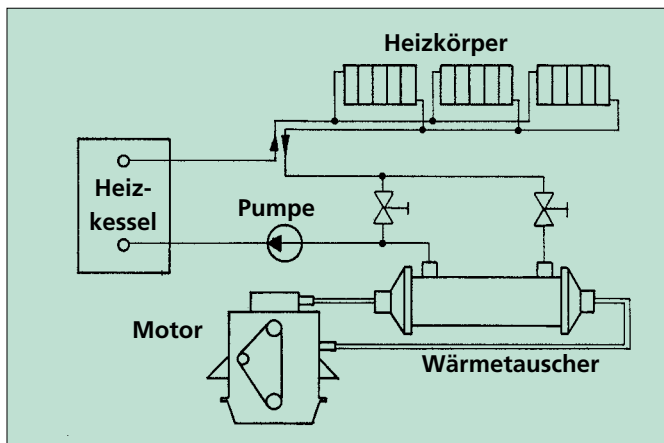 Heizkörper
Heiz-
kessel
Pumpe
Motor
Wärmetauscher